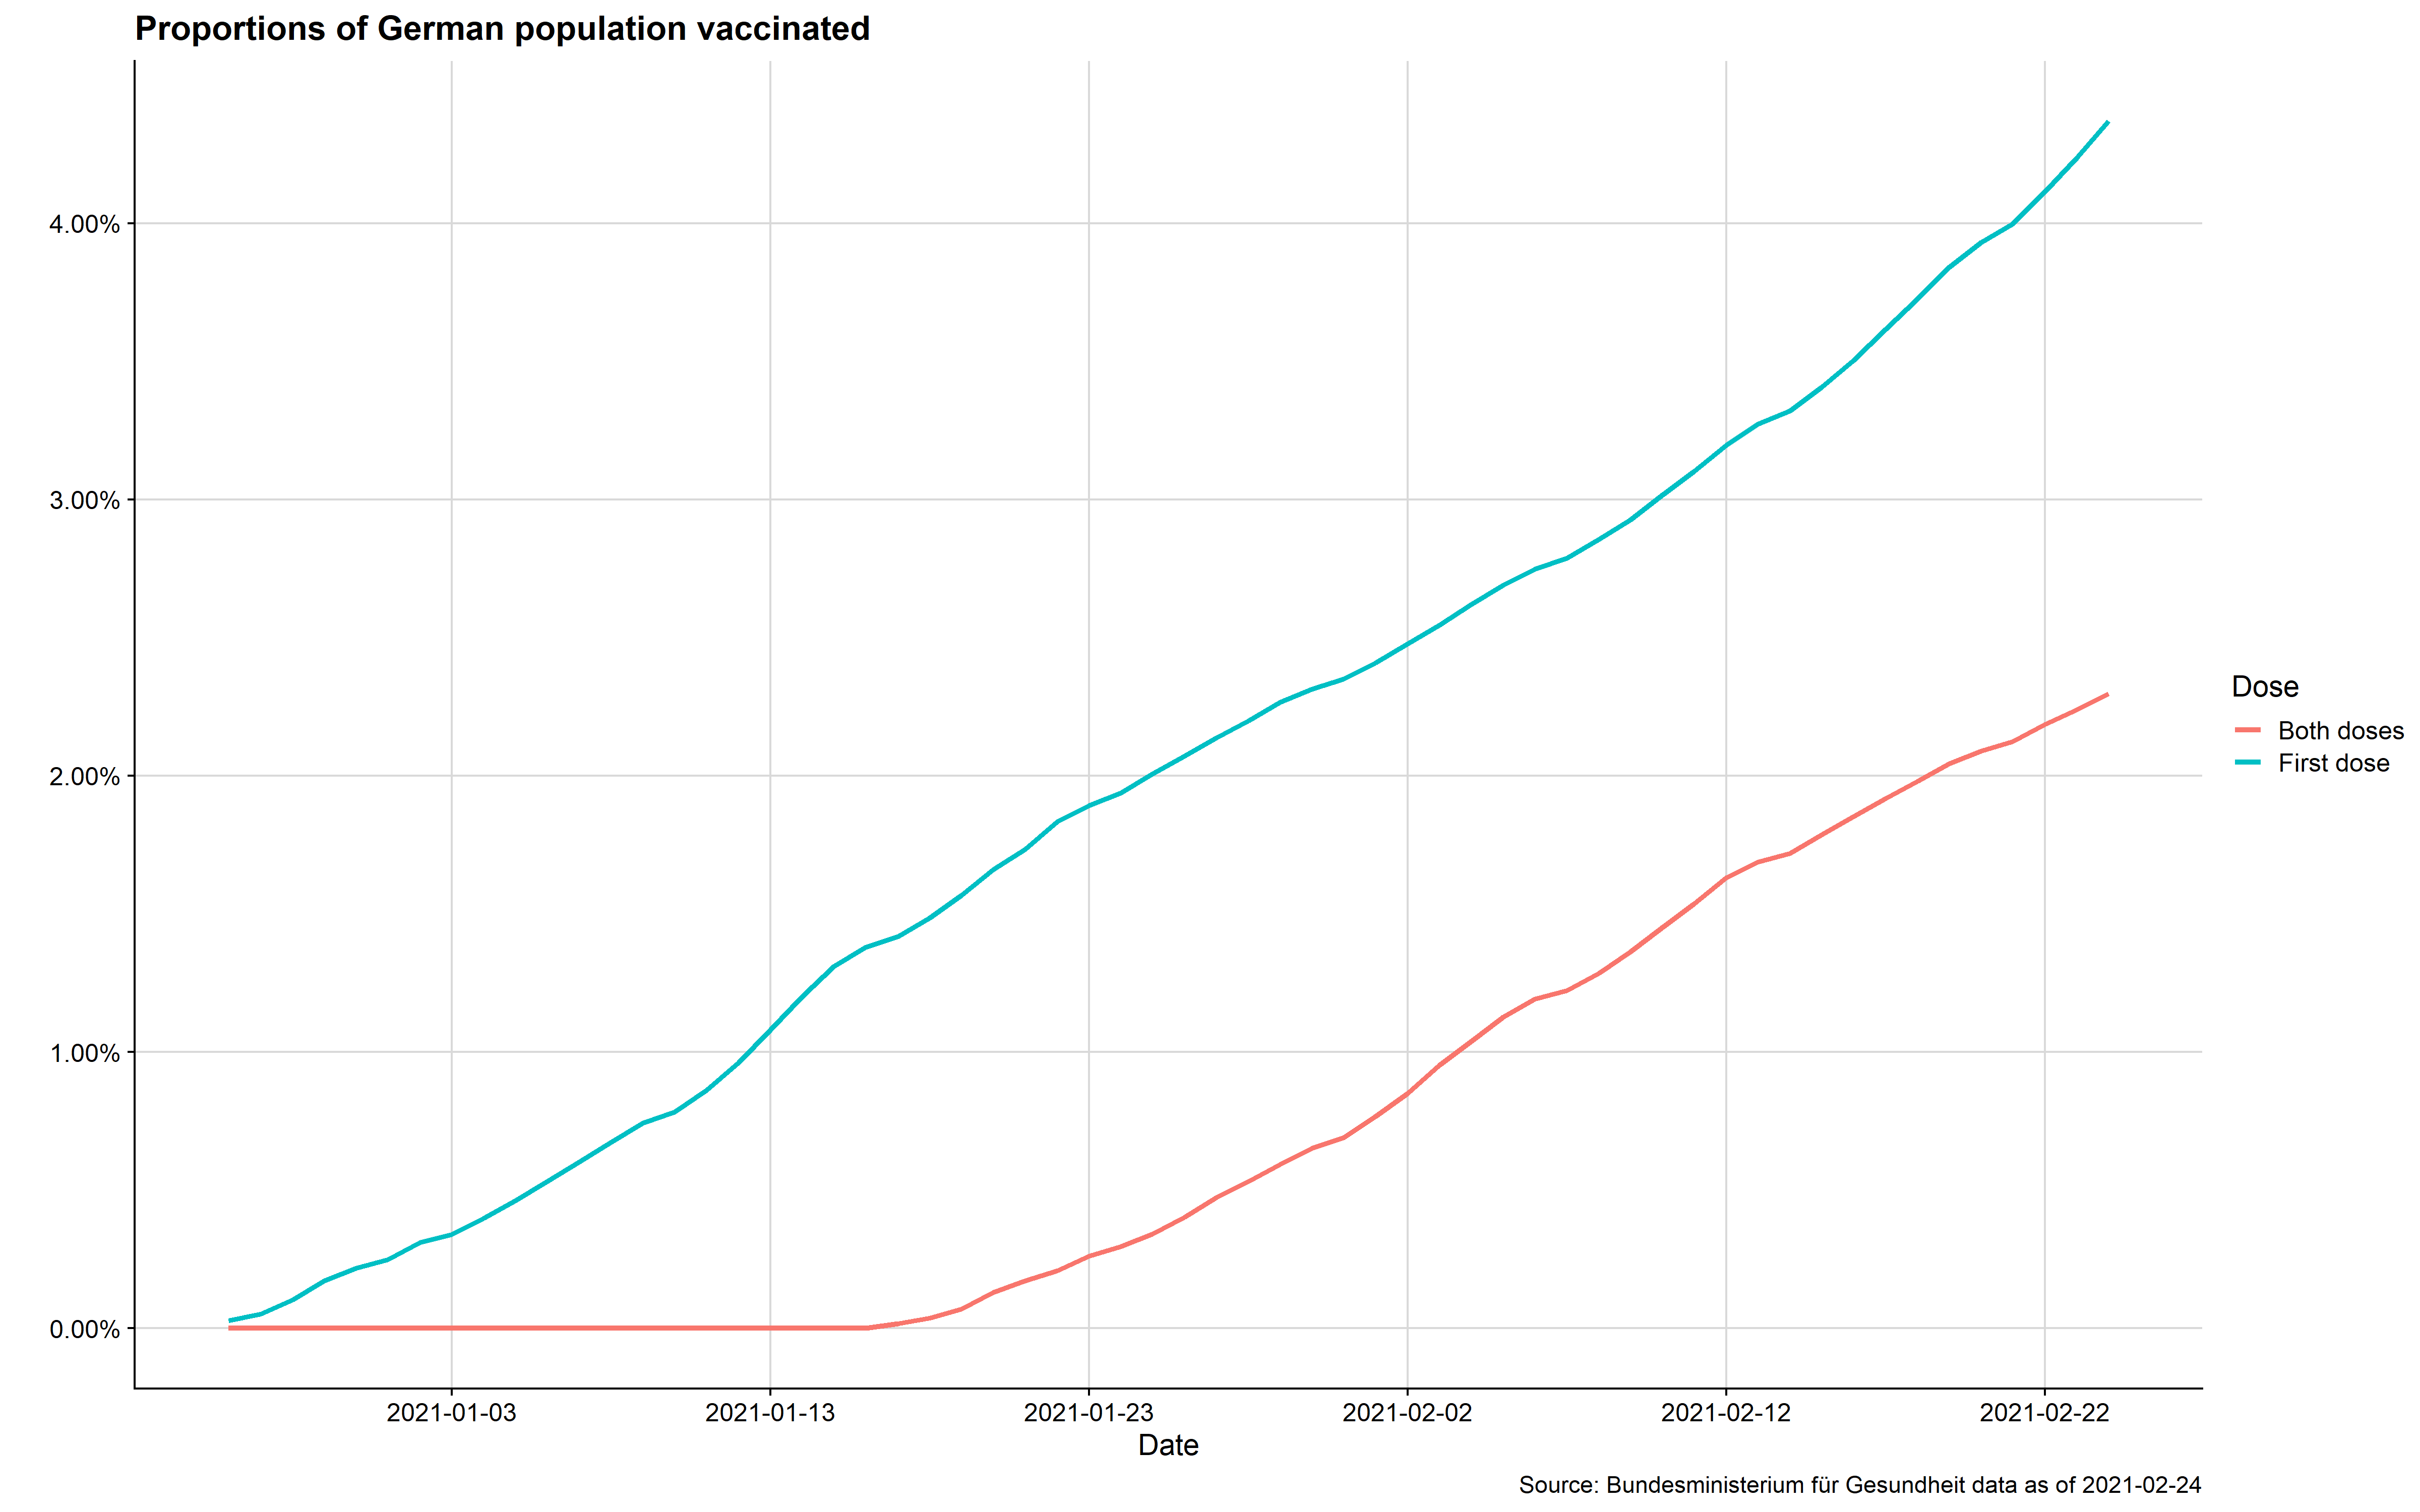 Proportions of German population vaccinated
4.00%
3.00%
2.00%
1.00%
0.00%
2021-01-03
2021-01-13
2021-01-23
2021-02-02
2021-02-12
2021-02-22
Date
Dose
Both doses
First dose
Source: Bundesministerium für Gesundheit data as of 2021-02-24